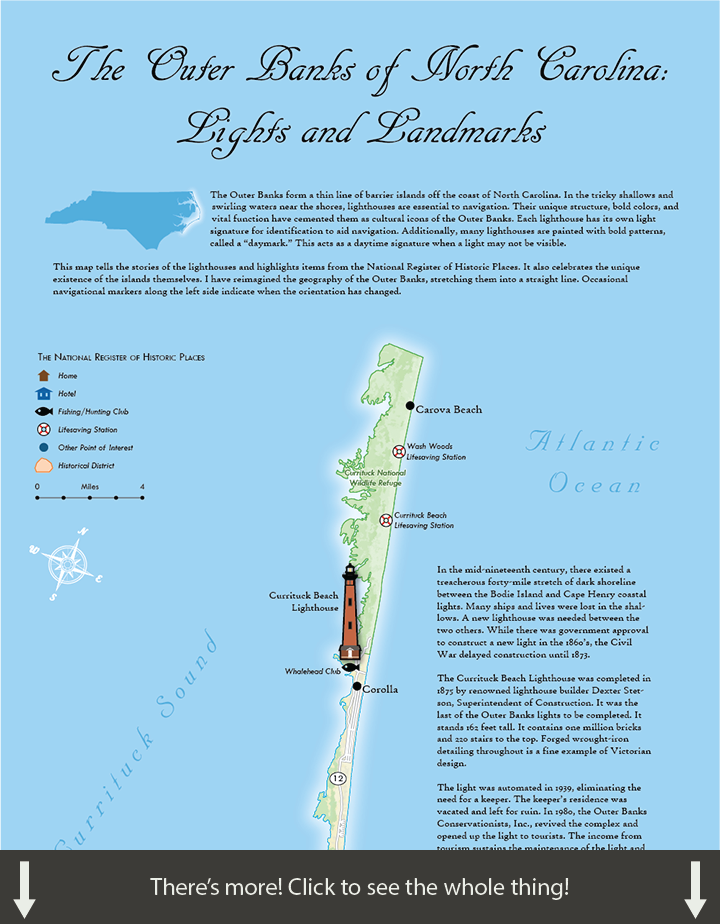 The Outer Banks of North Carolina:
Lights and Landmarks
The Outer Banks form a thin line of barrier islands off the coast of North Carolina. In the tricky shallows and
swirling waters near the shores, lighthouses are essential to navigation. Their unique structure, bold colors, and
vital function have cemented them as cultural icons of the Outer Banks. Each lighthouse has its own light
signature for identification to aid navigation. Additionally, many lighthouses are painted with bold patterns,
called a “daymark.” This acts as a daytime signature when a light may not be visible.
This map tells the stories of the lighthouses and highlights items from the National Register of Historic Places. It also celebrates the unique
existence of the islands themselves. I have reimagined the geography of the Outer Banks, stretching them into a straight line. Occasional
navigational markers along the left side indicate when the orientation has changed.
The National Register of Historic Places
Home
Hotel
Fishing/Hunting Club
Lifesaving Station
Other Point of Interest
Historical District
0 Miles 4
N
W
E
S
Carova Beach
Wash Woods
Lifesaving Station
Currituck National
Wildlife Refuge
Currituck Beach
Lifesaving Station
Atlantic
Ocean
Currituck Beach
Lighthouse
Whalehead Club
Corolla
12
Currituck Sound
In the mid-nineteenth century, there existed a
treacherous forty-mile stretch of dark shoreline
between the Bodie Island and Cape Henry coastal
lights. Many ships and lives were lost in the shal-
lows. A new lighthouse was needed between the
two others. While there was government approval
to construct a new light in the 1860’s, the Civil
War delayed construction until 1873.
The Currituck Beach Lighthouse was completed in
1875 by renowned lighthouse builder Dexter Stet-
son, Superintendent of Construction. It was the
last of the Outer Banks lights to be completed. It
stands 162 feet tall. It contains one million bricks
and 220 stairs to the top. Forged wrought-iron
detailing throughout is a fine example of Victorian
design.
The light was automated in 1939, eliminating the
need for a keeper. The keeper’s residence was
vacated and left for ruin. In 1980, the Outer Banks
Conservationists, Inc., revived the complex and
opened up the light to tourists. The income from
tourism sustains the maintenance of the light and
There’s more! Click to see the whole thing!